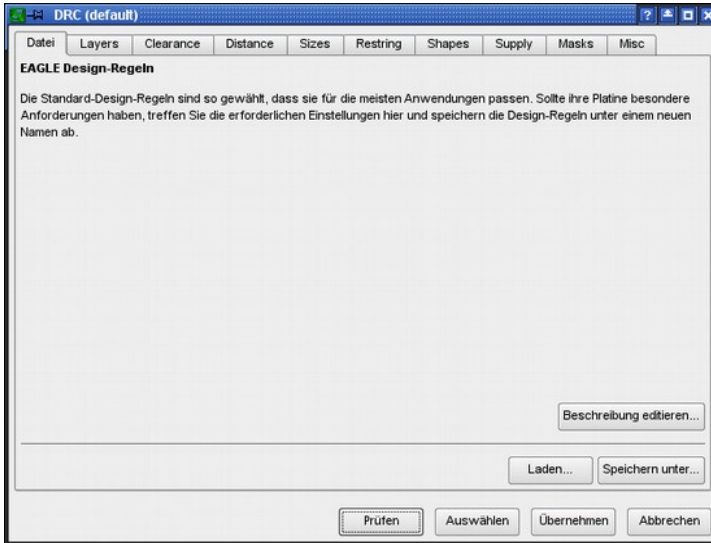 DRC (default)
Datei Layers Clearance Distance Sizes Restring Shapes Supply Masks Misc
EAGLE Design-Regeln
Die Standard-Design-Regeln sind so gewählt, dass sie für die meisten Anwendungen passen. Sollte ihre Platine besondere
Anforderungen haben, treffen Sie die erforderlichen Einstellungen hier und speichern die Design-Regeln unter einem neuen
Namen ab.
Beschreibung editieren...
Laden... Speichern unter...
Prüfen Auswählen Übernehmen Abbrechen